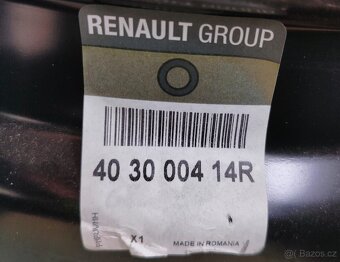 RENAULT GROUP
40 30 004 14R
X1
MADE IN ROMANIA
Bazos.cz